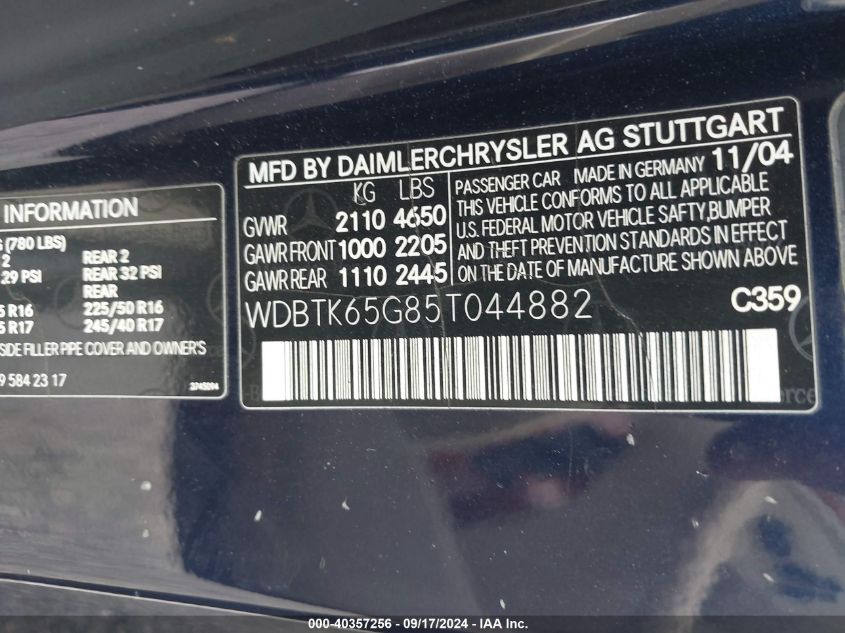 INFORMATION
(780 LBS)
2 REAR 2
29 PSI REAR 32 PSI
REAR
R16 225/50 R16
R17 245/40 R17
SIDE FILLER PIPE COVER AND OWNER'S
9 584 23 17
3745094
MFD BY DAIMLERCHRYSLER AG STUTTGART
KG LBS
GVWR 2110 4650
GAWR FRONT 1000 2205
GAWR REAR 1110 2445
PASSENGER CAR MADE IN GERMANY 11/04
THIS VEHICLE CONFORMS TO ALL APPLICABLE
U.S. FEDERAL MOTOR VEHICLE SAFTY,BUMPER
AND THEFT PREVENTION STANDARDS IN EFFECT
ON THE DATE OF MANUFACTURE SHOWN ABOVE
WDBTK65G85T044882 C359
000-40357256 - 09/17/2024 - IAA Inc.